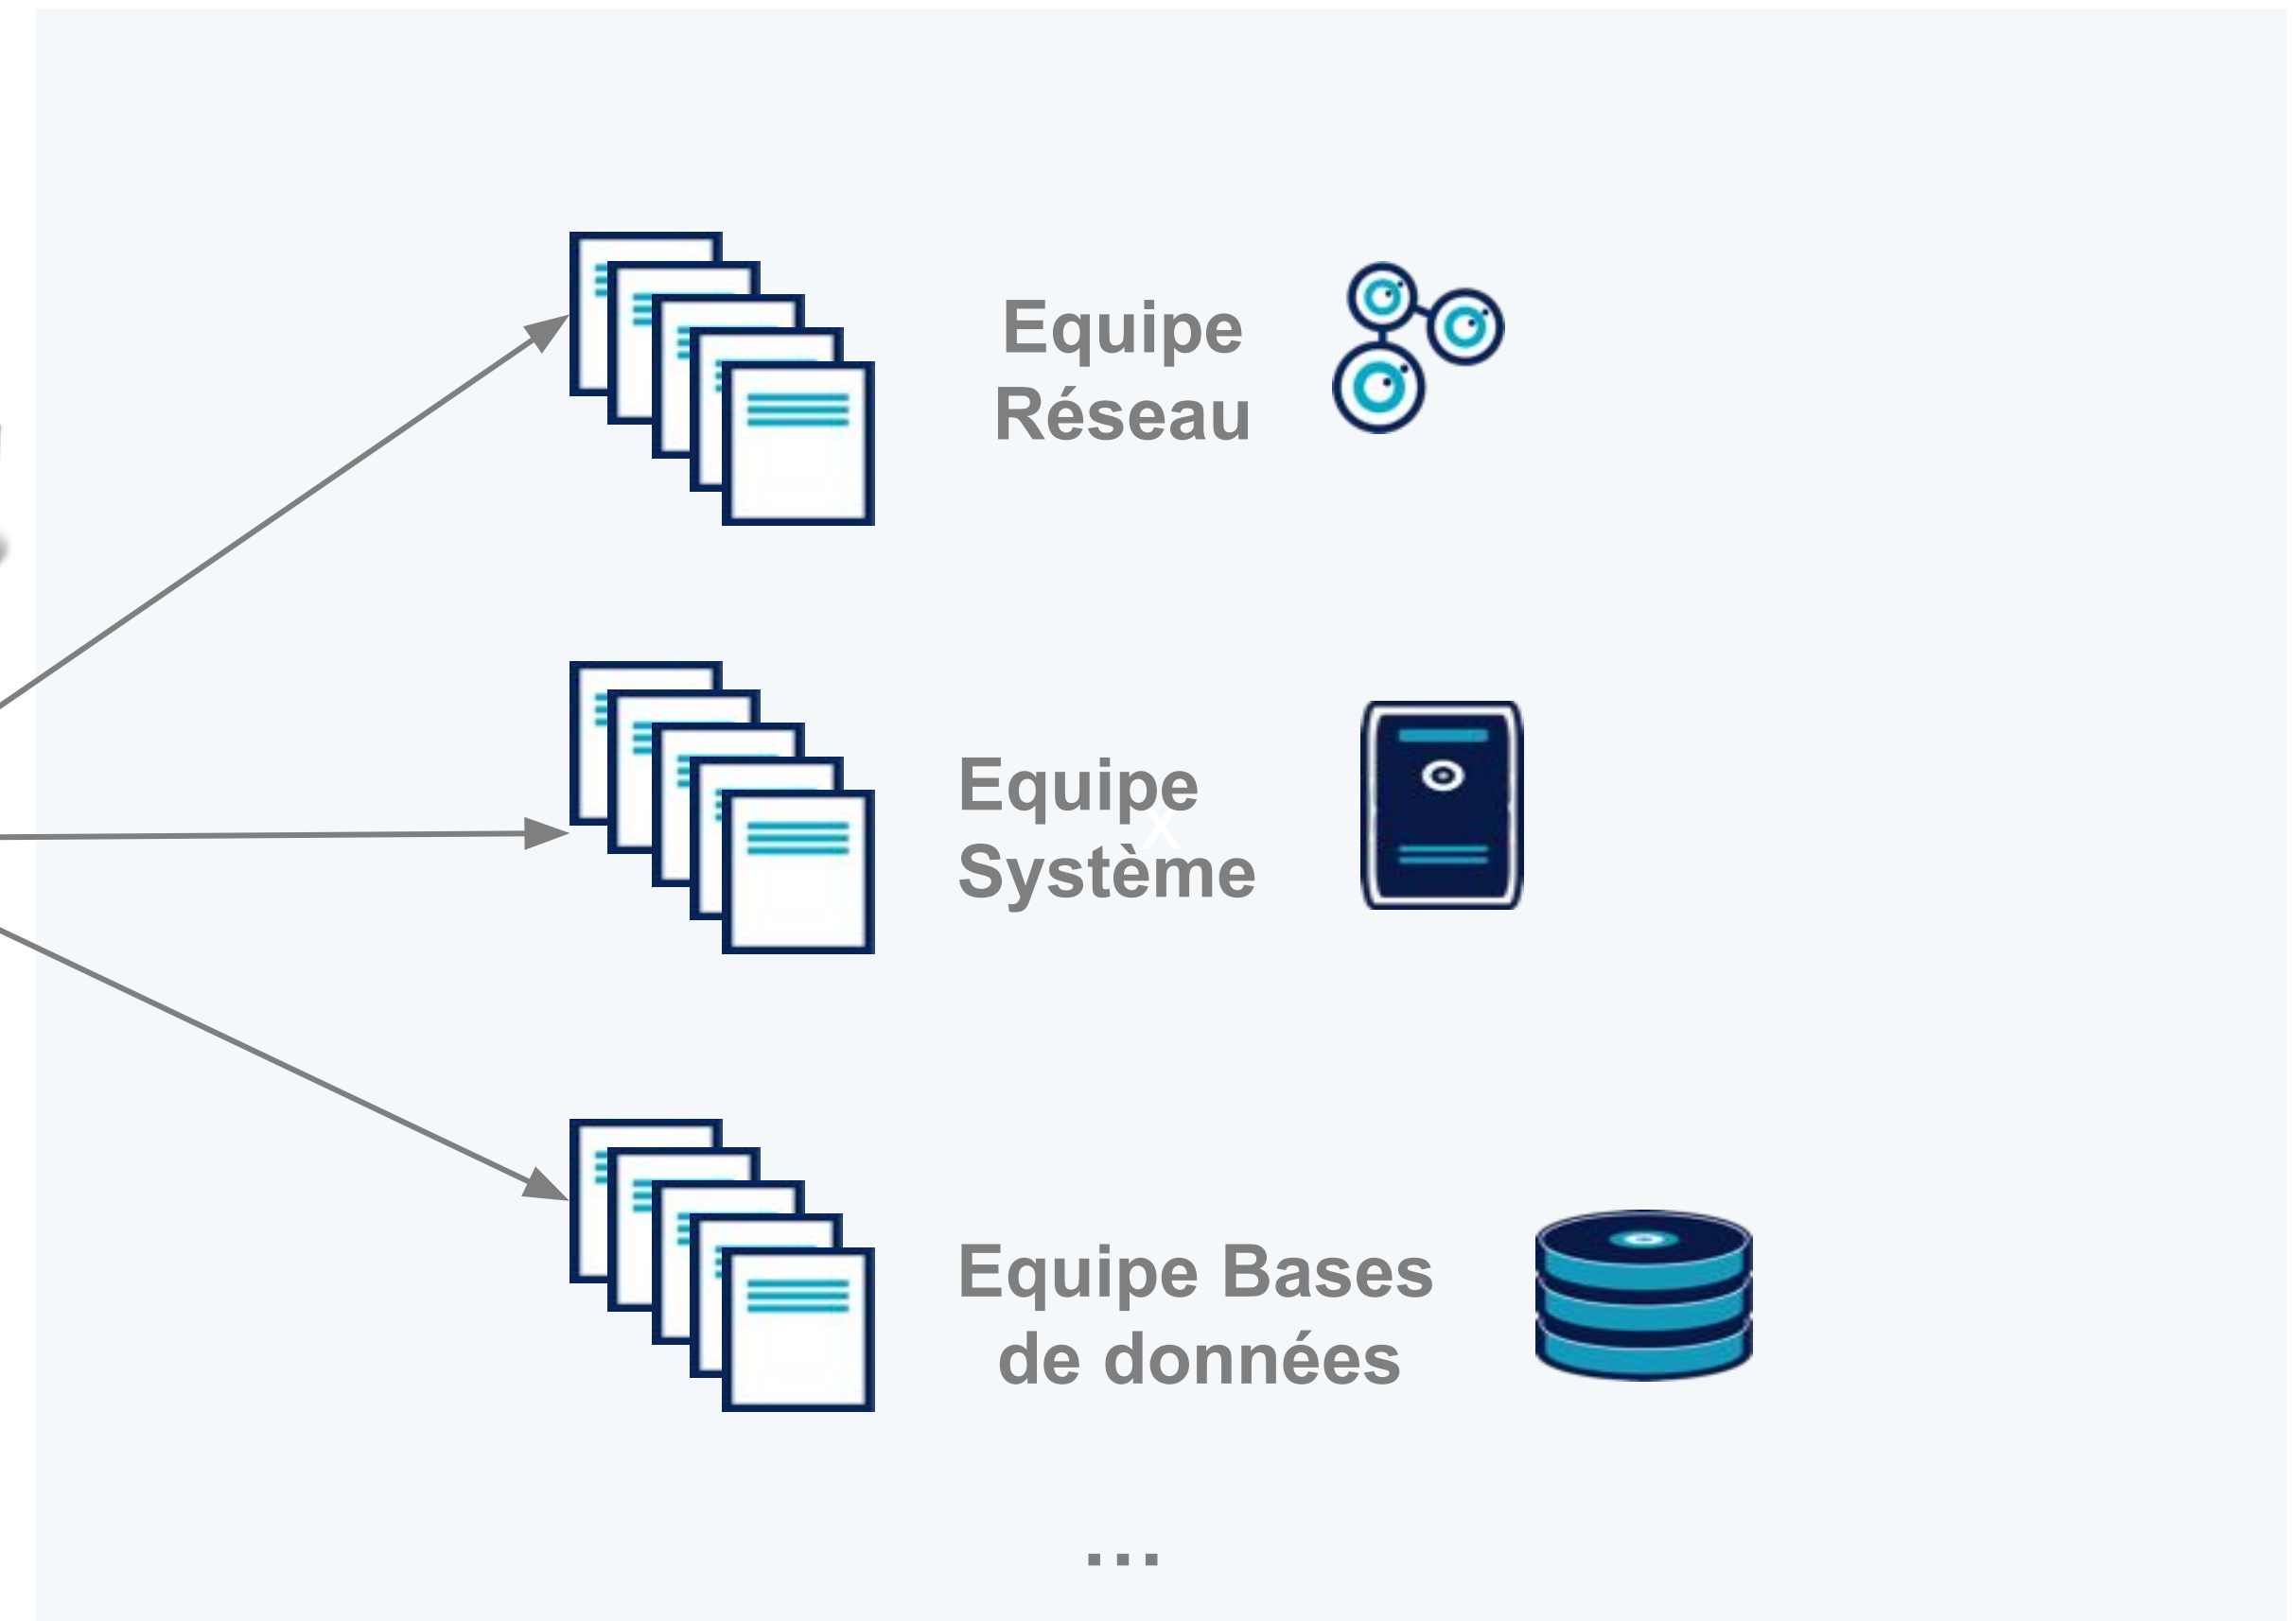 Equipe
Réseau
Equipe
x
Système
Equipe Bases
de données
...